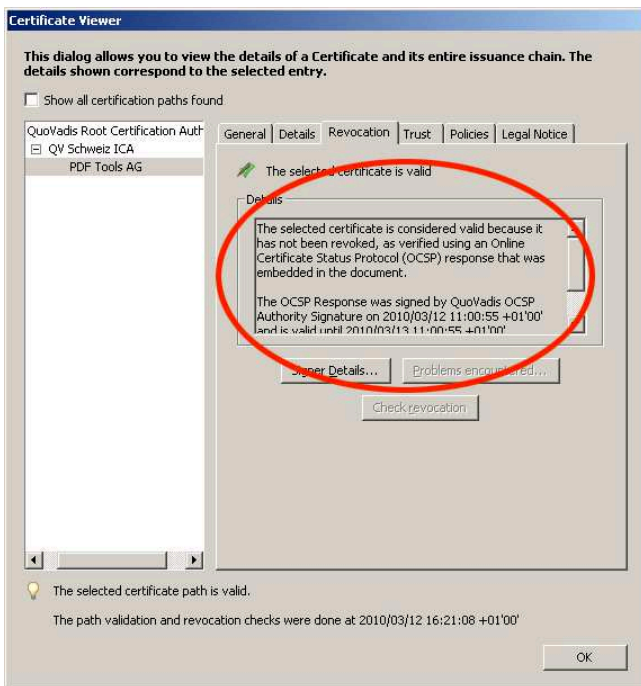 Certificate Viewer
This dialog allows you to view the details of a Certificate and its entire issuance chain. The
details shown correspond to the selected entry.
Show all certification paths found
QuoVadis Root Certification Auth
QV Schweiz ICA
PDF Tools AG
General Details Revocation Trust Policies Legal Notice
The selected certificate is valid
Details
The selected certificate is considered valid because it
has not been revoked, as verified using an Online
Certificate Status Protocol (OCSP) response that was
embedded in the document.
The OCSP Response was signed by QuoVadis OCSP
Authority Signature on 2010/03/12 11:00:55 +01'00'
and is valid until 2010/03/13 11:00:55 +01'00'
Signer Details... Problems encountered...
Check revocation
The selected certificate path is valid.
The path validation and revocation checks were done at 2010/03/12 16:21:08 +01'00'
OK